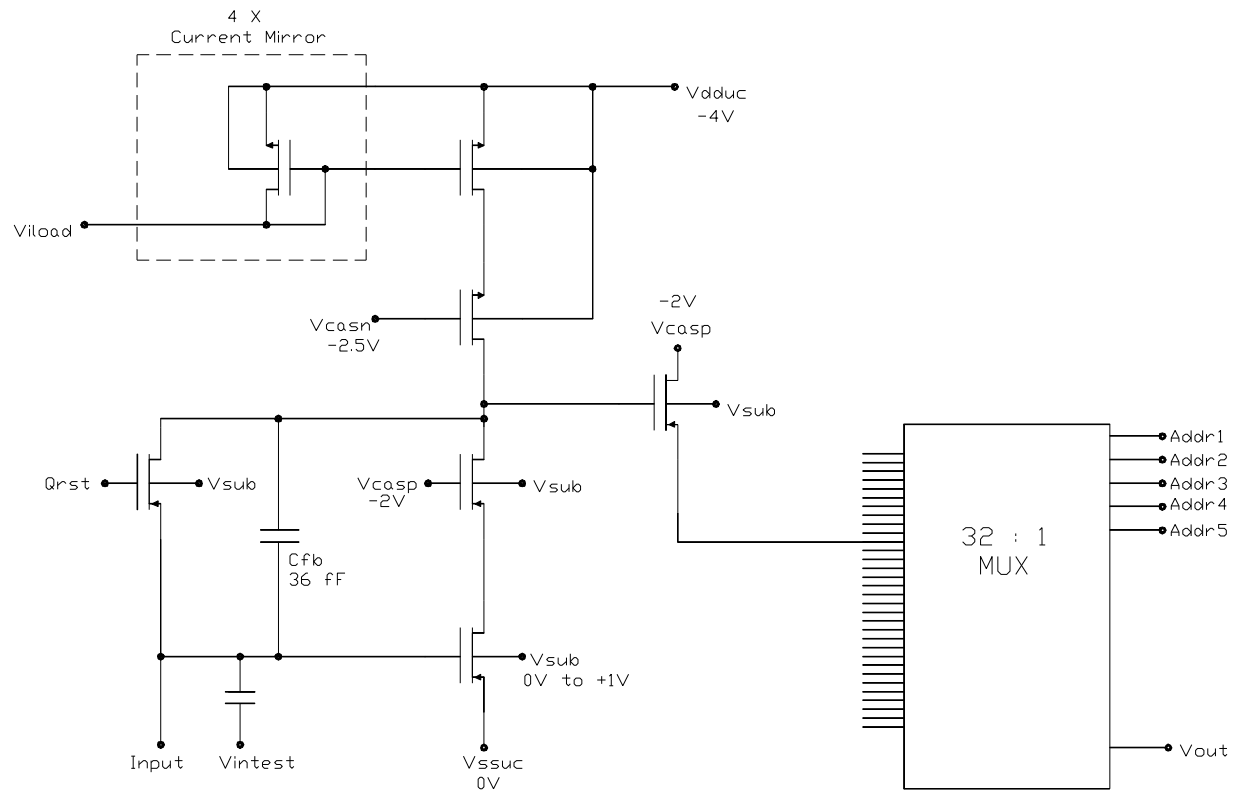 4 X
Current Mirror
Vdduc
-4V
Viload
Vcasn
-2.5V
-2V
Vcasp
Vsub
Qrst
Vsub
Vcasp
-2V
Vsub
Cfb
36 fF
Vsub
0V to +1V
Input
Vintest
Vssuc
0V
32 : 1
MUX
Addr1
Addr2
Addr3
Addr4
Addr5
Vout